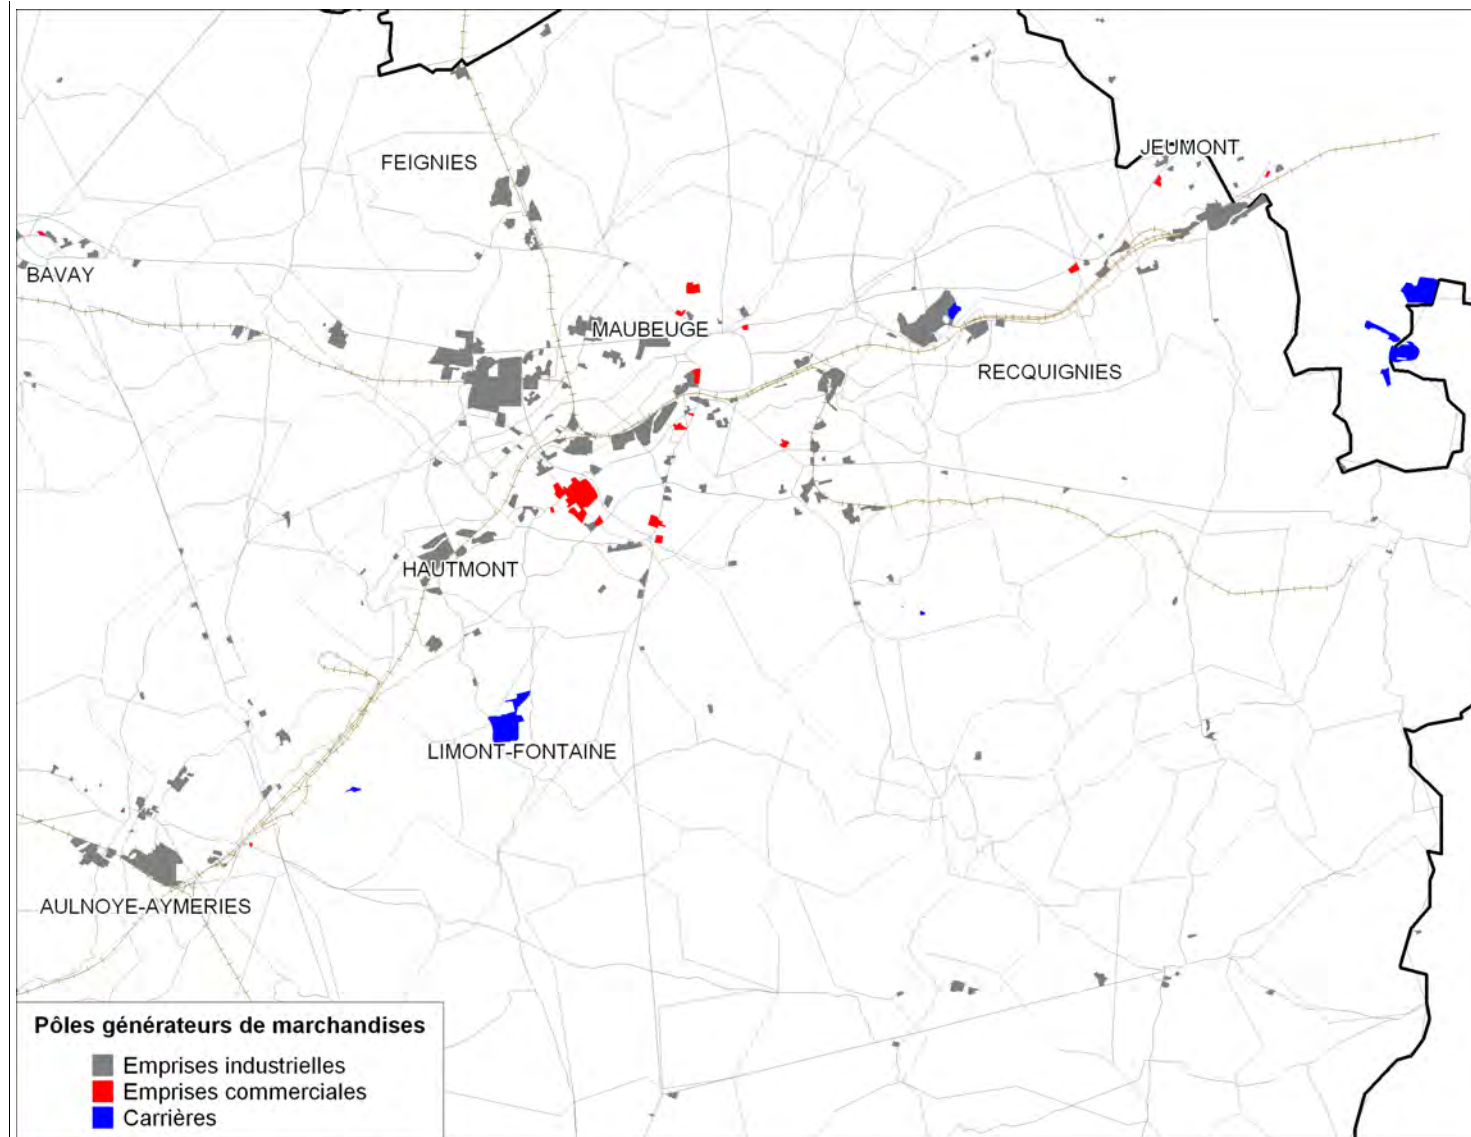 JEUMONT
FEIGNIES
BAVAY
MAUBEUGE
RECQUIGNIES
HAUTMONT
LIMONT-FONTAINE
AULNOYE-AYMERIES
Pôles générateurs de marchandises
Emprises industrielles
Emprises commerciales
Carrières